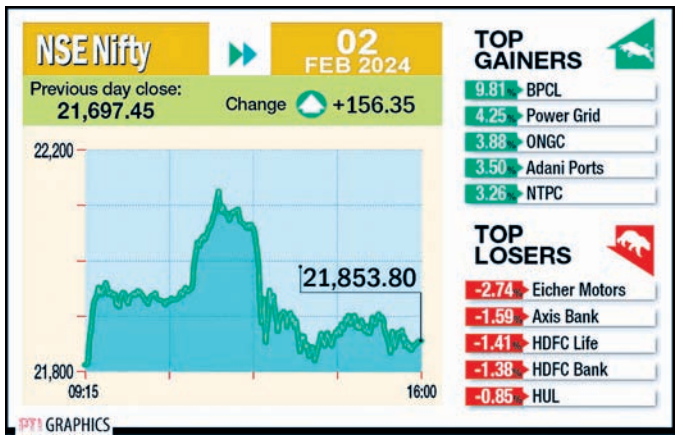 NSE Nifty
02
FEB 2024
Previous day close:
21,697.45
Change +156.35
22,200
21,853.80
21,800
09:15 16:00
TOP
GAINERS
9.81% BPCL
4.25% Power Grid
3.88% ONGC
3.50% Adani Ports
3.26% NTPC
TOP
LOSERS
-2.74% Eicher Motors
-1.59% Axis Bank
-1.41% HDFC Life
-1.38% HDFC Bank
-0.85% HUL
PTI GRAPHICS